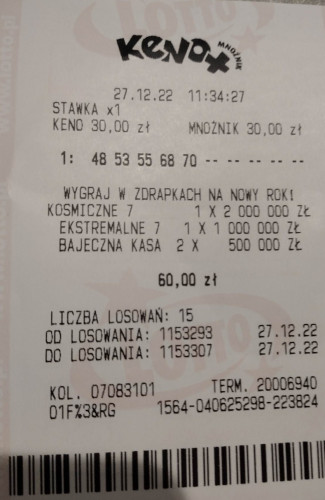 KENO+ MNOŻNIK
27.12.22 11:34:27
STAWKA x1
KENO 30,00 zł MNOŻNIK 30,00 zł
1: 48 53 55 68 70 -- -- -- -- --
WYGRAJ W ZDRAPKACH NA NOWY ROK!
KOSMICZNE 7 1 X 2 000 000 ZŁ
EKSTREMALNE 7 1 X 1 000 000 ZŁ
BAJECZNA KASA 2 X 500 000 ZŁ
60,00 zł
LICZBA LOSOWAŃ: 15
OD LOSOWANIA: 1153293 27.12.22
DO LOSOWANIA: 1153307 27.12.22
KOL. 07083101 TERM. 20006940
01F%3&RG 1564-040625298-223824